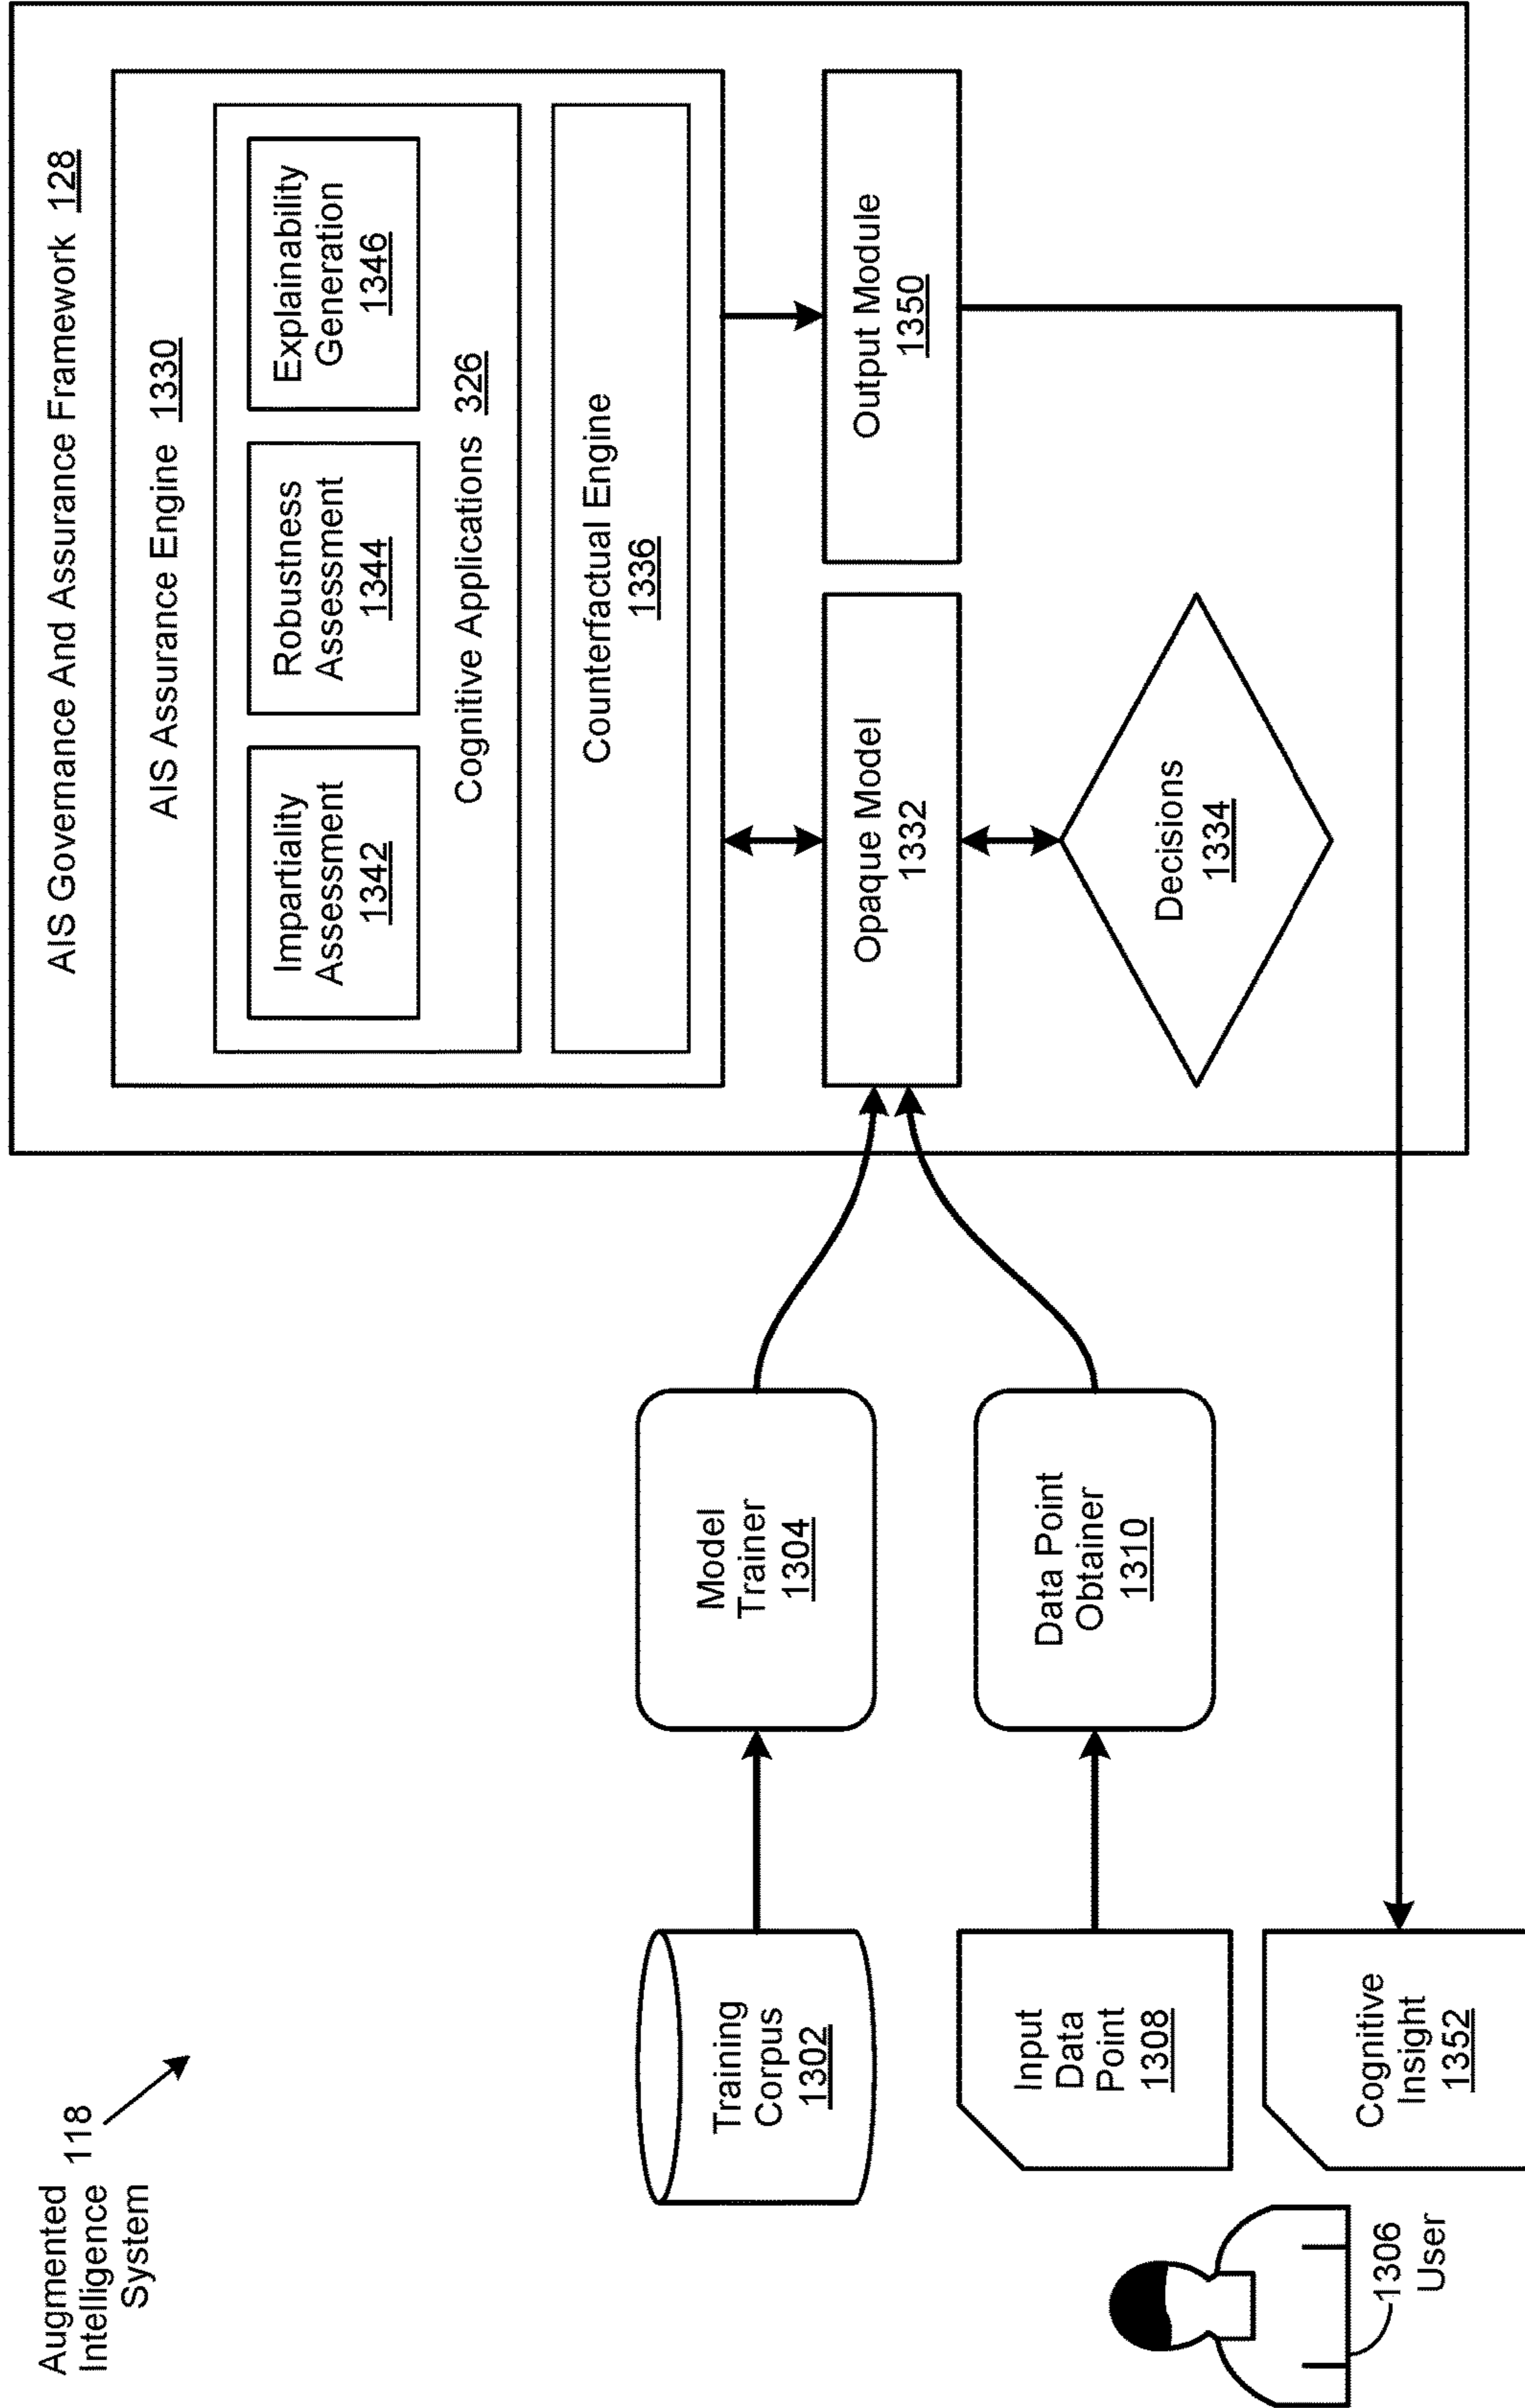 Augmented
Intelligence 118
System
AIS Governance And Assurance Framework 128
AIS Assurance Engine 1330
Impartiality
Assessment
1342
Robustness
Assessment
1344
Explainability
Generation
1346
Cognitive Applications 326
Counterfactual Engine
1336
Training
Corpus
1302
Model
Trainer
1304
Opaque Model
1332
Output Module
1350
Input
Data
Point
1308
Data Point
Obtainer
1310
Decisions
1334
Cognitive
Insight
1352
1306
User